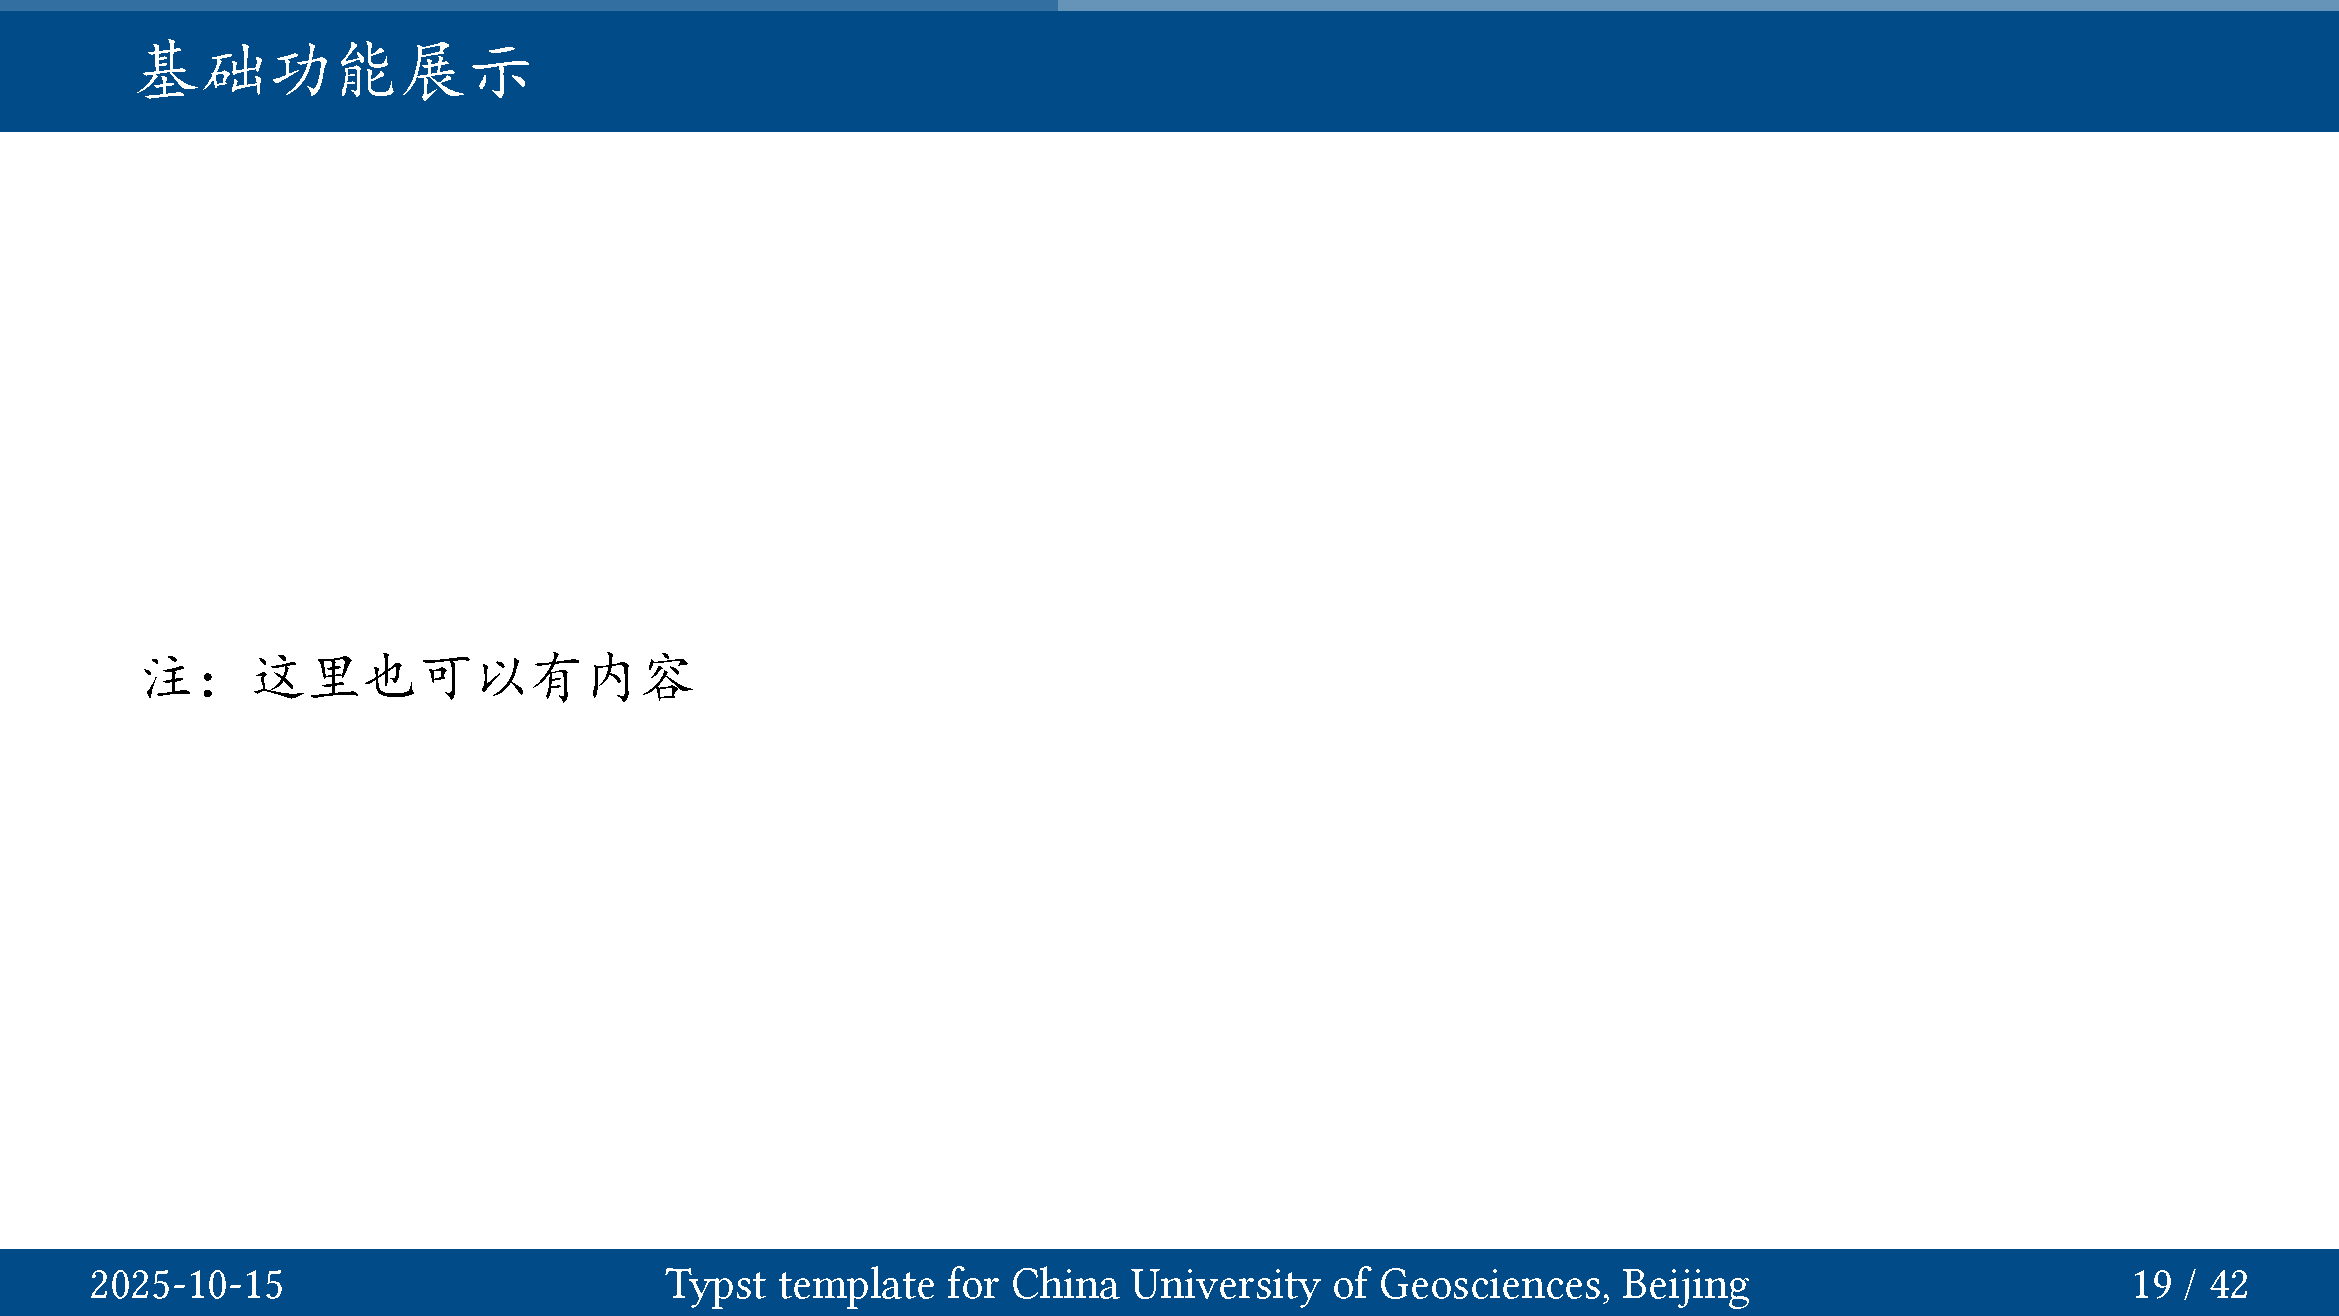 基础功能展示
注：这里也可以有内容
2025-10-15 Typst template for China University of Geosciences, Beijing 19 / 42